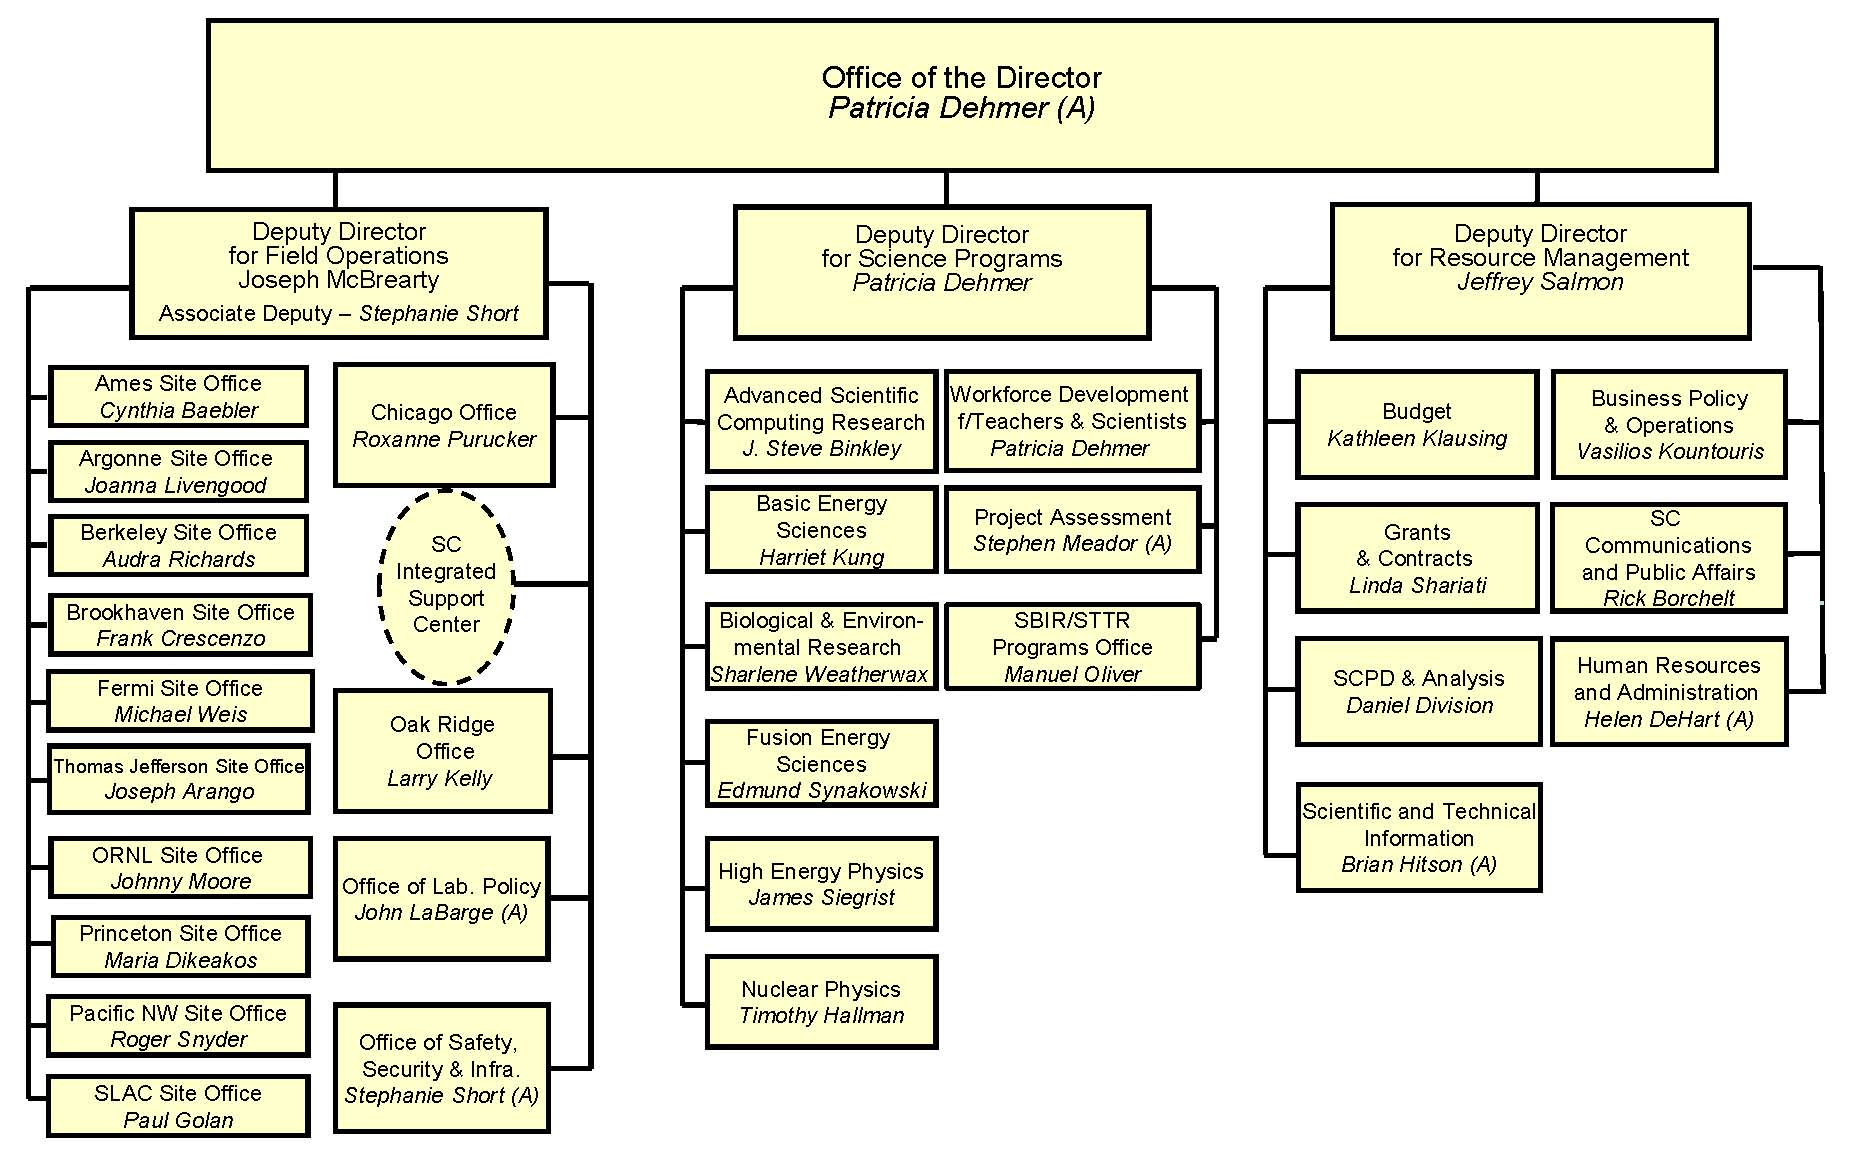 Office of the Director
Patricia Dehmer (A)
Deputy Director
for Field Operations
Joseph McBrearty
Associate Deputy – Stephanie Short
Ames Site Office
Cynthia Baebler
Argonne Site Office
Joanna Livengood
Berkeley Site Office
Audra Richards
Brookhaven Site Office
Frank Crescenzo
Fermi Site Office
Michael Weis
Thomas Jefferson Site Office
Joseph Arango
ORNL Site Office
Johnny Moore
Princeton Site Office
Maria Dikeakos
Pacific NW Site Office
Roger Snyder
SLAC Site Office
Paul Golan
Chicago Office
Roxanne Purucker
SC
Integrated
Support
Center
Oak Ridge
Office
Larry Kelly
Office of Lab. Policy
John LaBarge (A)
Office of Safety,
Security & Infra.
Stephanie Short (A)
Deputy Director
for Science Programs
Patricia Dehmer
Advanced Scientific
Computing Research
J. Steve Binkley
Basic Energy
Sciences
Harriet Kung
Biological & Environ-
mental Research
Sharlene Weatherwax
Fusion Energy
Sciences
Edmund Synakowski
High Energy Physics
James Siegrist
Nuclear Physics
Timothy Hallman
Workforce Development
f/Teachers & Scientists
Patricia Dehmer
Project Assessment
Stephen Meador (A)
SBIR/STTR
Programs Office
Manuel Oliver
Deputy Director
for Resource Management
Jeffrey Salmon
Budget
Kathleen Klausing
Grants
& Contracts
Linda Shariati
SCPD & Analysis
Daniel Division
Scientific and Technical
Information
Brian Hitson (A)
Business Policy
& Operations
Vasilios Kountouris
SC
Communications
and Public Affairs
Rick Borchelt
Human Resources
and Administration
Helen DeHart (A)